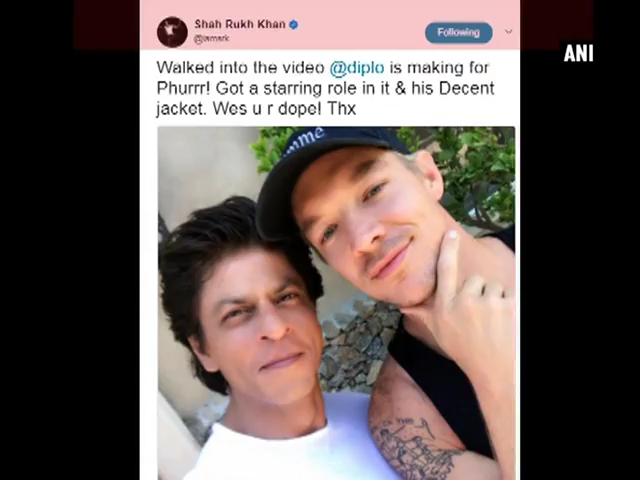 Shah Rukh Khan
@iamsrk
Following
ANI
Walked into the video @diplo is making for
Phurrr! Got a starring role in it & his Decent
jacket. Wes u r dope! Thx